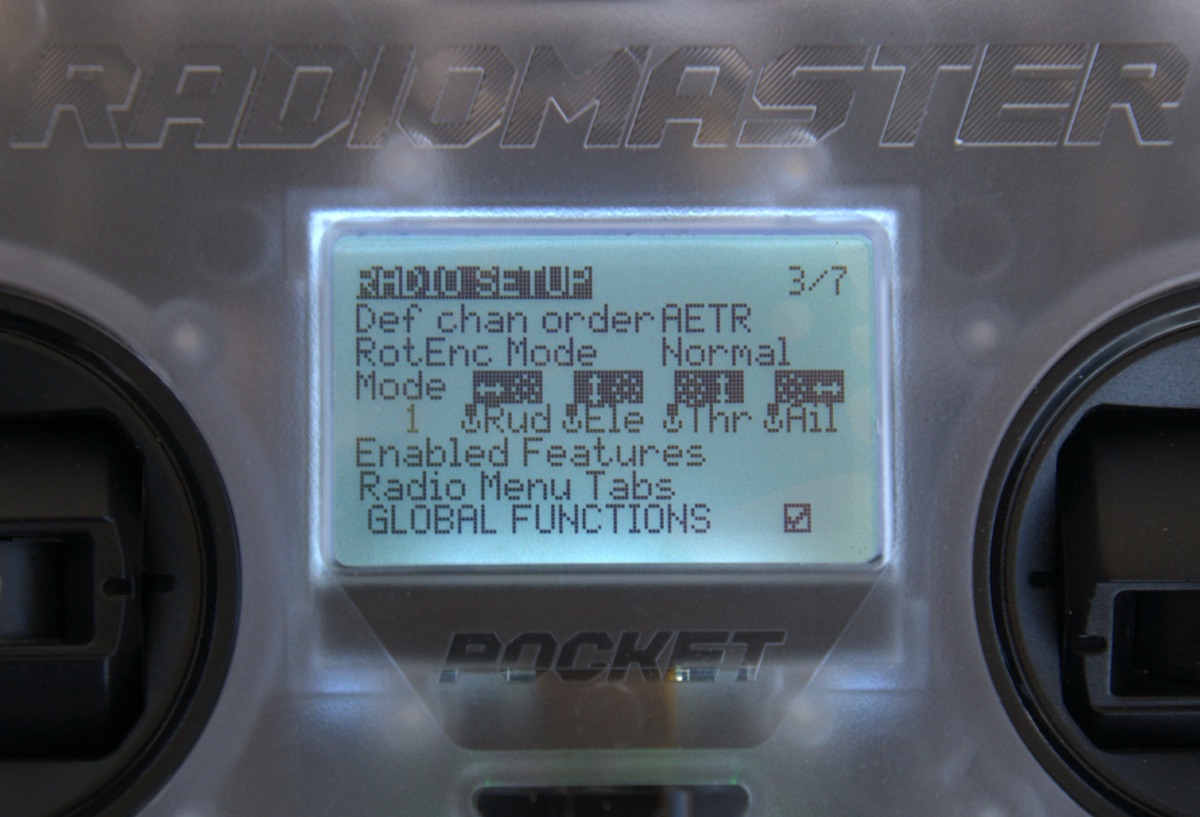 RADIOMASTER
RADIO SETUP 3/7
Def chan order AETR
RotEnc Mode Normal
Mode
1 Rud Ele Thr Ail
Enabled Features
Radio Menu Tabs
GLOBAL FUNCTIONS
POCKET